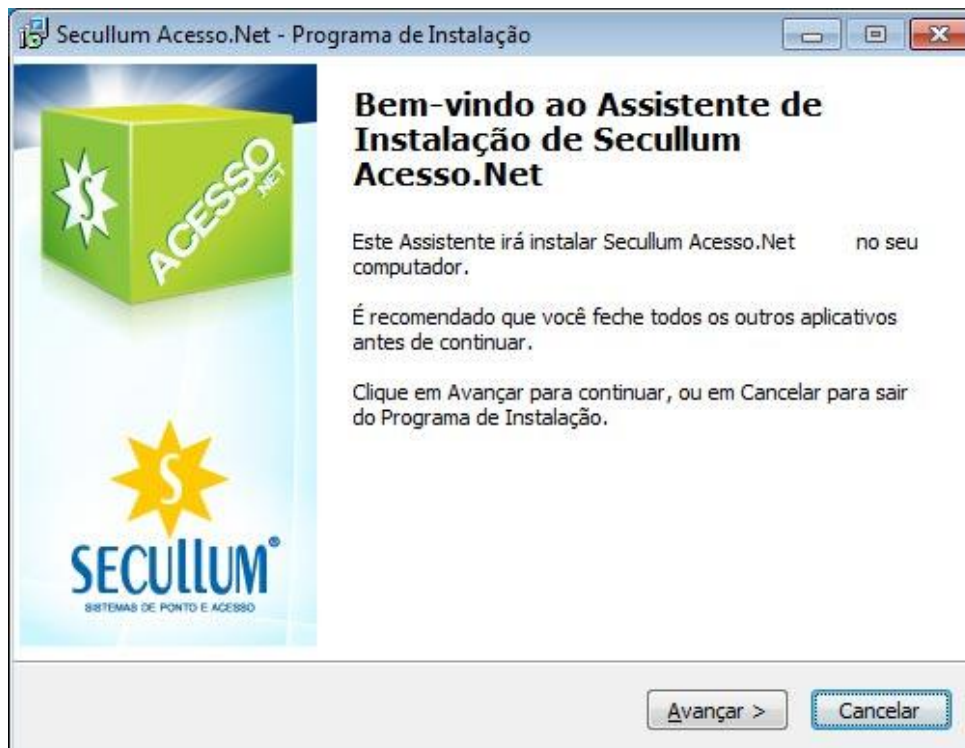 Secullum Acesso.Net - Programa de Instalação
S
ACESSO
.NET
Bem-vindo ao Assistente de
Instalação de Secullum
Acesso.Net
Este Assistente irá instalar Secullum Acesso.Net no seu
computador.
É recomendado que você feche todos os outros aplicativos
antes de continuar.
Clique em Avançar para continuar, ou em Cancelar para sair
do Programa de Instalação.
S
SECULLUM®
SISTEMAS DE PONTO E ACESSO
Avançar >
Cancelar